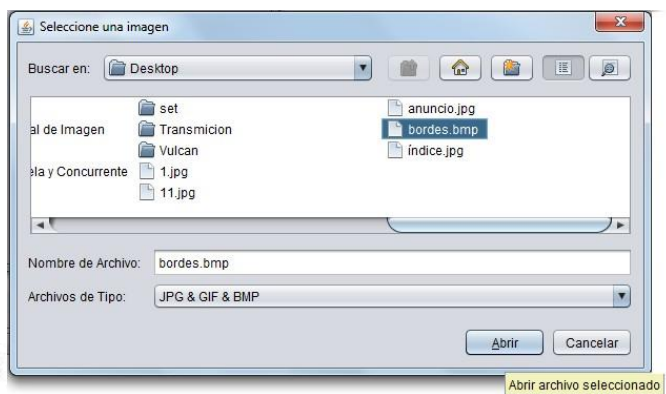 Seleccione una imagen
Buscar en: Desktop
al de Imagen
ela y Concurrente
set
Transmicion
Vulcan
1.jpg
11.jpg
anuncio.jpg
bordes.bmp
índice.jpg
Nombre de Archivo: bordes.bmp
Archivos de Tipo: JPG & GIF & BMP
Abrir Cancelar
Abrir archivo seleccionado